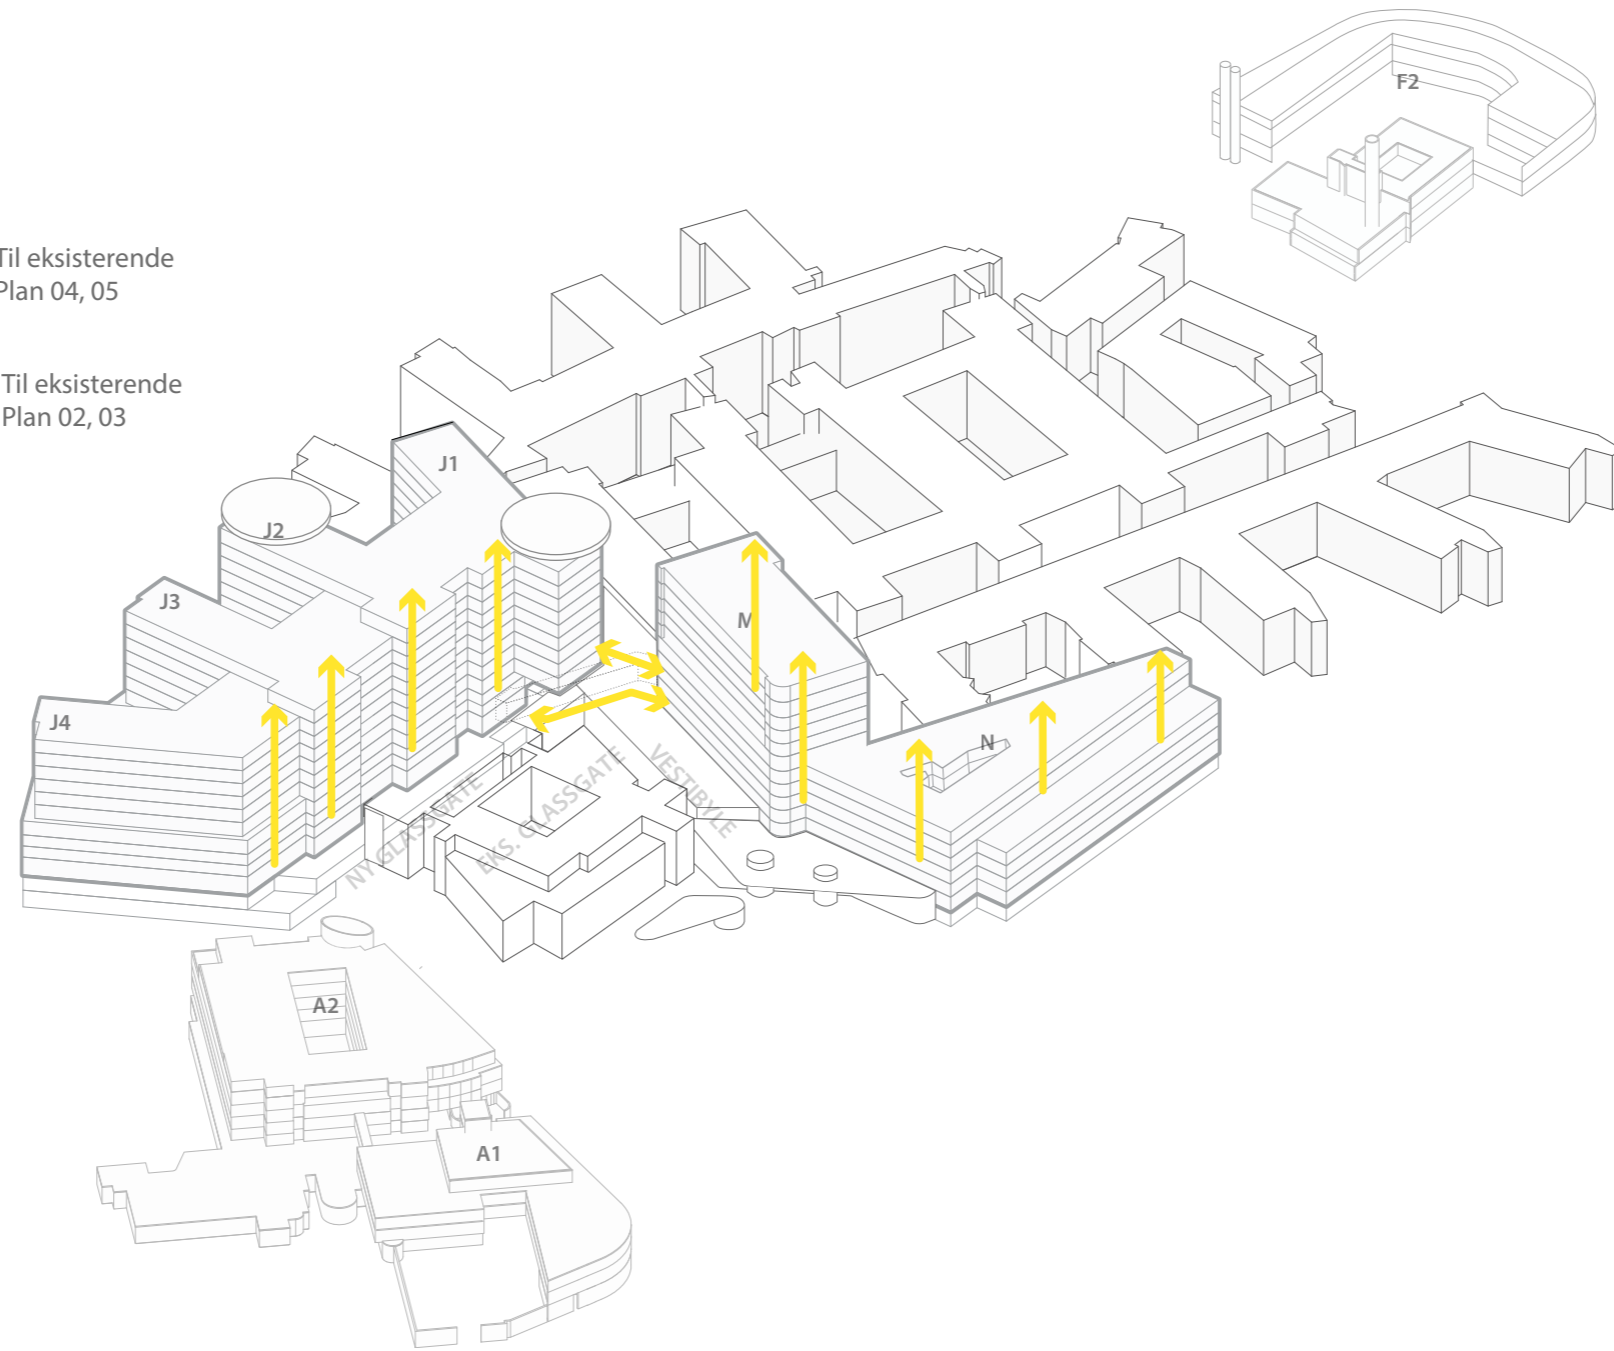 F2
Til eksisterende
Plan 04, 05
Til eksisterende
Plan 02, 03
J1
J2
J3
M
J4
N
NY GLASSGATE
EKS. GLASSGATE
VESTIBYLE
A2
A1